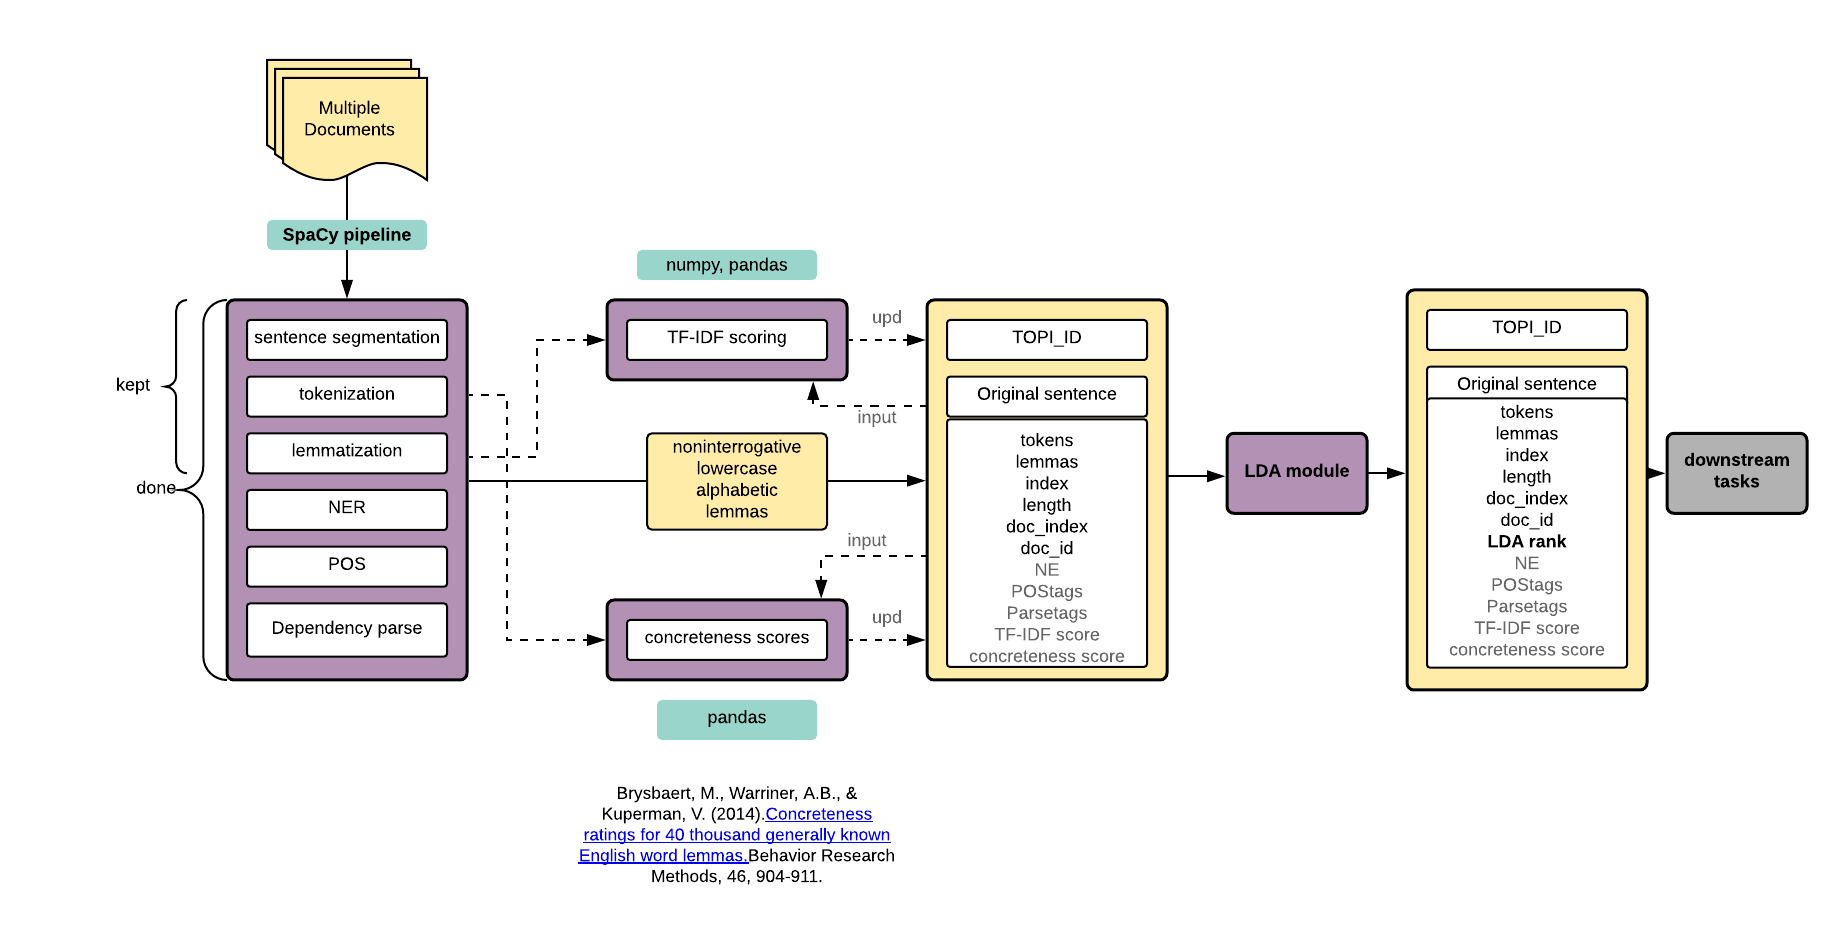 Multiple
Documents
SpaCy pipeline
kept
done
sentence segmentation
tokenization
lemmatization
NER
POS
Dependency parse
numpy, pandas
TF-IDF scoring
upd
input
noninterrogative
lowercase
alphabetic
lemmas
input
concreteness scores
upd
pandas
Brysbaert, M., Warriner, A.B., &
Kuperman, V. (2014).Concreteness
ratings for 40 thousand generally known
English word lemmas.Behavior Research
Methods, 46, 904-911.
TOPI_ID
Original sentence
tokens
lemmas
index
length
doc_index
doc_id
NE
POStags
Parsetags
TF-IDF score
concreteness score
LDA module
TOPI_ID
Original sentence
tokens
lemmas
index
length
doc_index
doc_id
LDA rank
NE
POStags
Parsetags
TF-IDF score
concreteness score
downstream
tasks